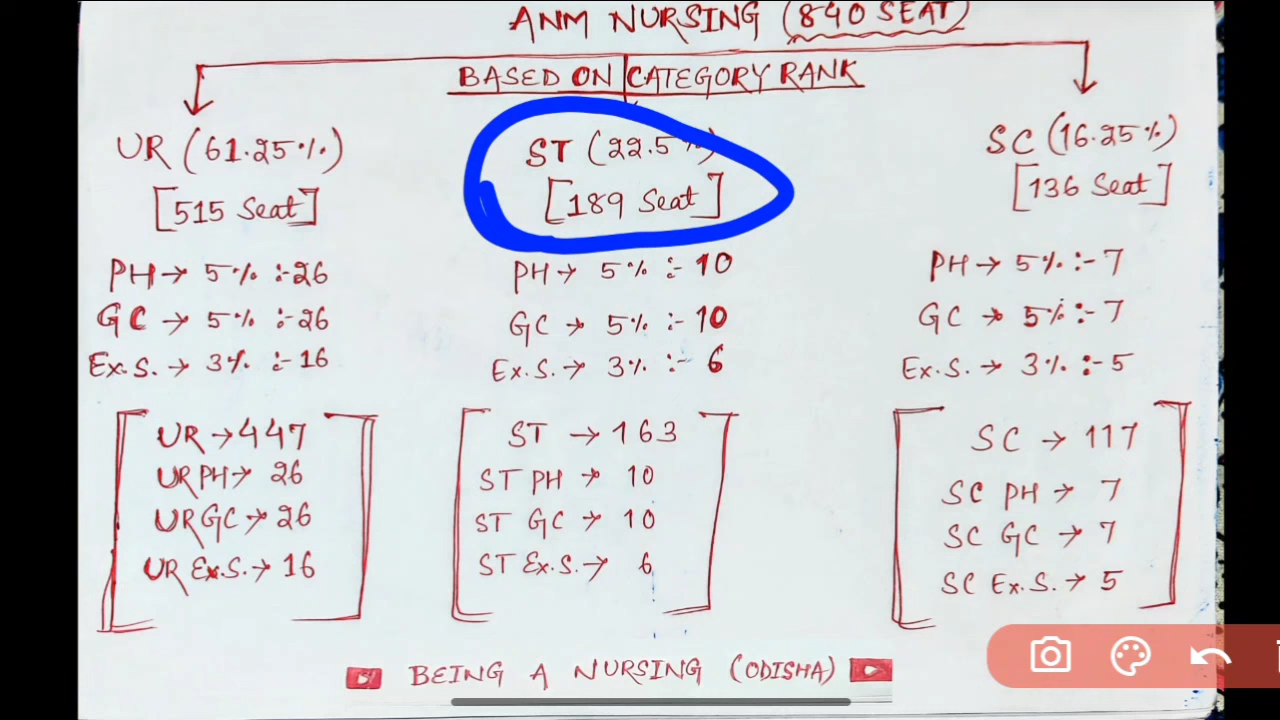 ANM NURSING (840 SEAT)
BASED ON CATEGORY RANK
UR (61.25%)
[515 Seat]
PH → 5% :- 26
GC → 5% :- 26
Ex.S. → 3% :- 16
UR → 447
UR PH → 26
UR GC → 26
UR Ex.S. → 16
ST (22.5%)
[189 Seat]
PH → 5% :- 10
GC → 5% :- 10
Ex.S. → 3% :- 6
ST → 163
ST PH → 10
ST GC → 10
ST Ex.S. → 6
SC (16.25%)
[136 Seat]
PH → 5% :- 7
GC → 5% :- 7
Ex.S. → 3% :- 5
SC → 117
SC PH → 7
SC GC → 7
SC Ex.S. → 5
BEING A NURSING (ODISHA)